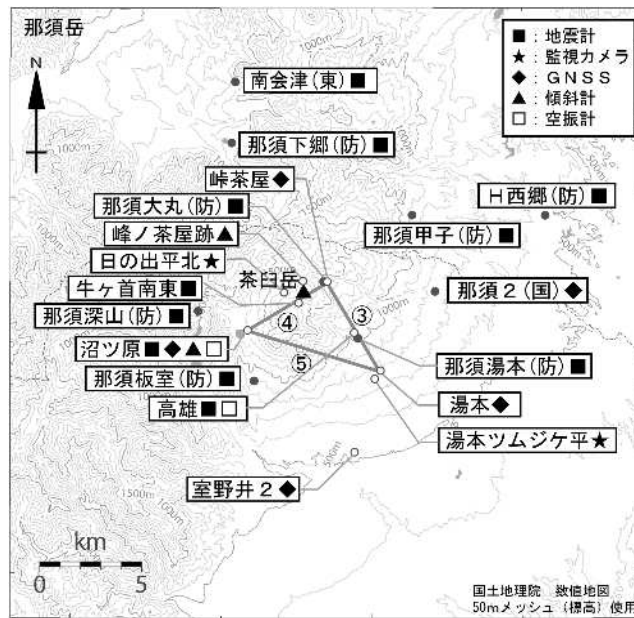 那須岳
■：地震計
★：監視カメラ
◆：ＧＮＳＳ
▲：傾斜計
□：空振計
N
1000m
南会津(東)■
那須下郷(防)■
峠茶屋◆
那須大丸(防)■
Ｈ西郷(防)■
峰ノ茶屋跡▲
那須甲子(防)■
日の出平北★
茶臼岳
牛ヶ首南東■
那須２(国)◆
那須深山(防)■
④
③
沼ツ原■◆▲□
⑤
那須湯本(防)■
那須板室(防)■
湯本◆
高雄■□
湯本ツムジケ平★
室野井２◆
500m
1500m
1000m
km
0 5
国土地理院 数値地図
50mメッシュ（標高）使用